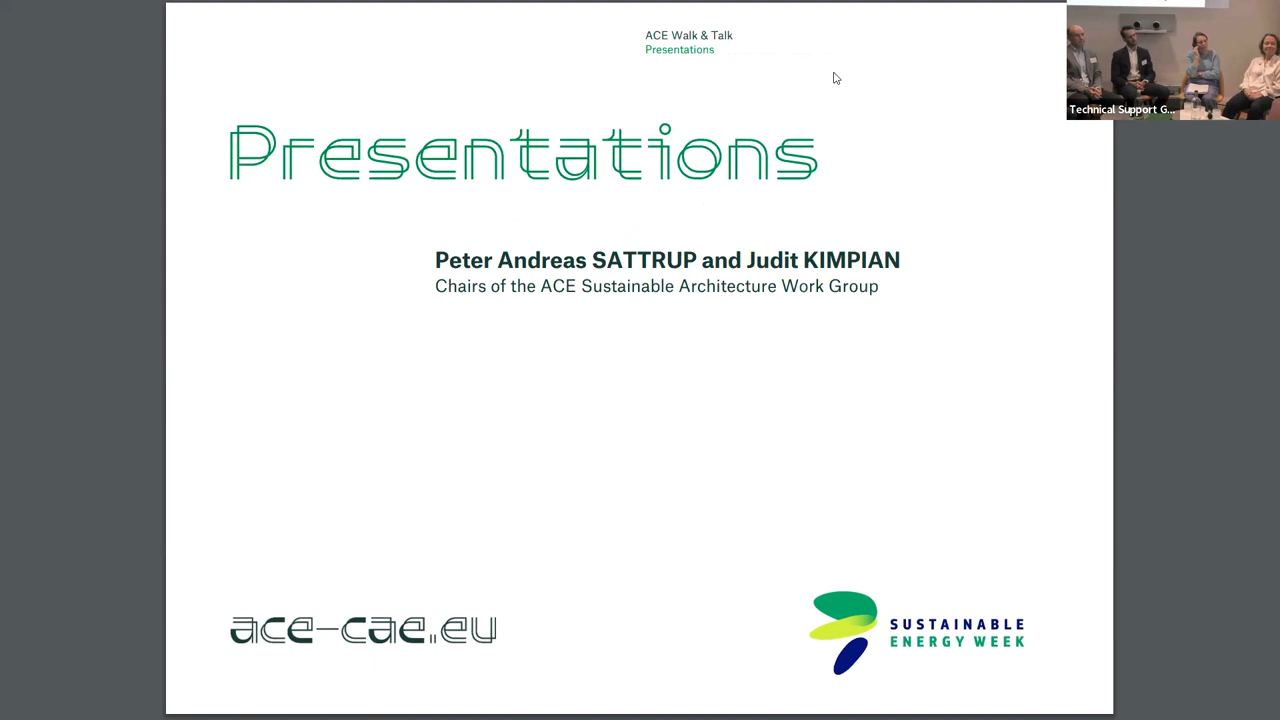 ACE Walk & Talk
Presentations
Technical Support G...
Presentations
Peter Andreas SATTRUP and Judit KIMPIAN
Chairs of the ACE Sustainable Architecture Work Group
ace-cae.eu
SUSTAINABLE
ENERGY WEEK